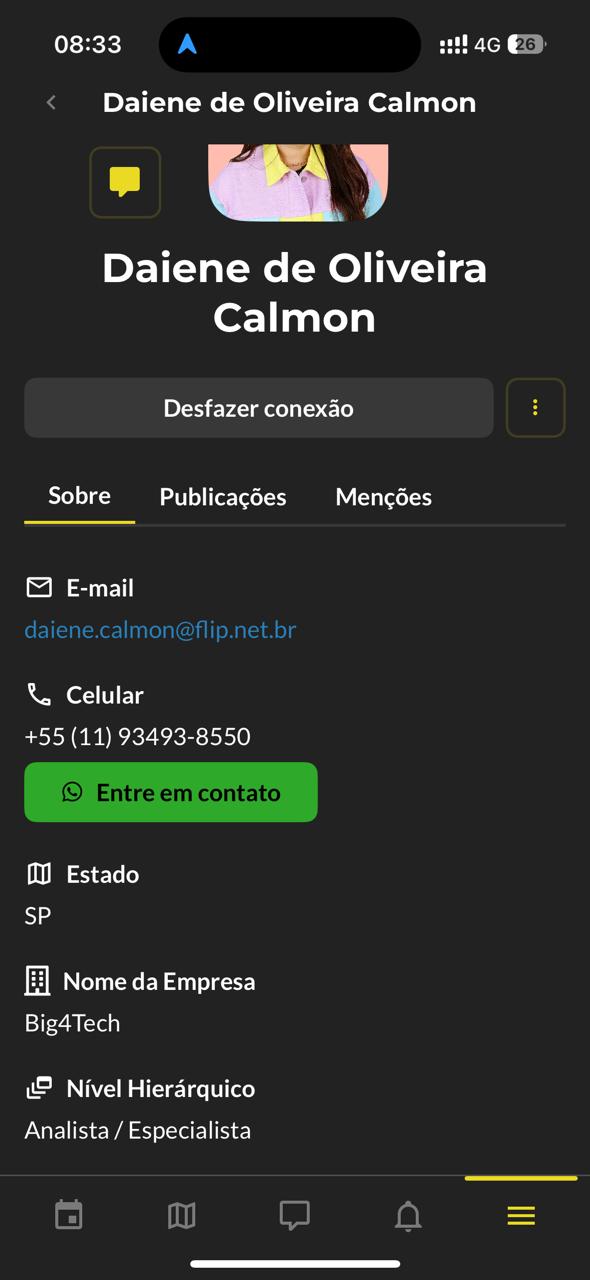 08:33
4G
26
Daiene de Oliveira Calmon
Daiene de Oliveira
Calmon
Desfazer conexão
Sobre
Publicações
Menções
E-mail
daiene.calmon@flip.net.br
Celular
+55 (11) 93493-8550
Entre em contato
Estado
SP
Nome da Empresa
Big4Tech
Nível Hierárquico
Analista / Especialista